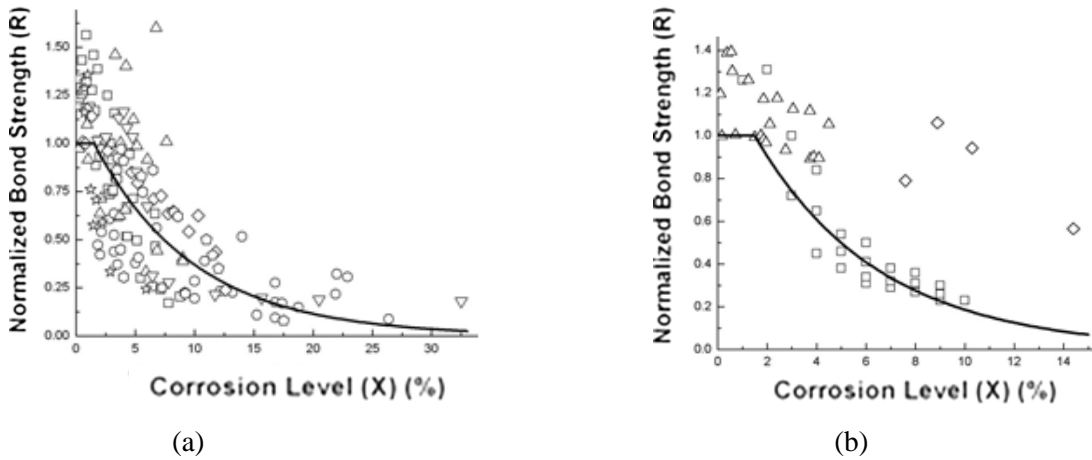 Normalized Bond Strength (R)
1.50
1.25
1.00
0.75
0.50
0.25
0.00
0 5 10 15 20 25 30
Corrosion Level (X) (%)
(a)
Normalized Bond Strength (R)
1.4
1.2
1.0
0.8
0.6
0.4
0.2
0.0
0 2 4 6 8 10 12 14
Corrosion Level (X) (%)
(b)